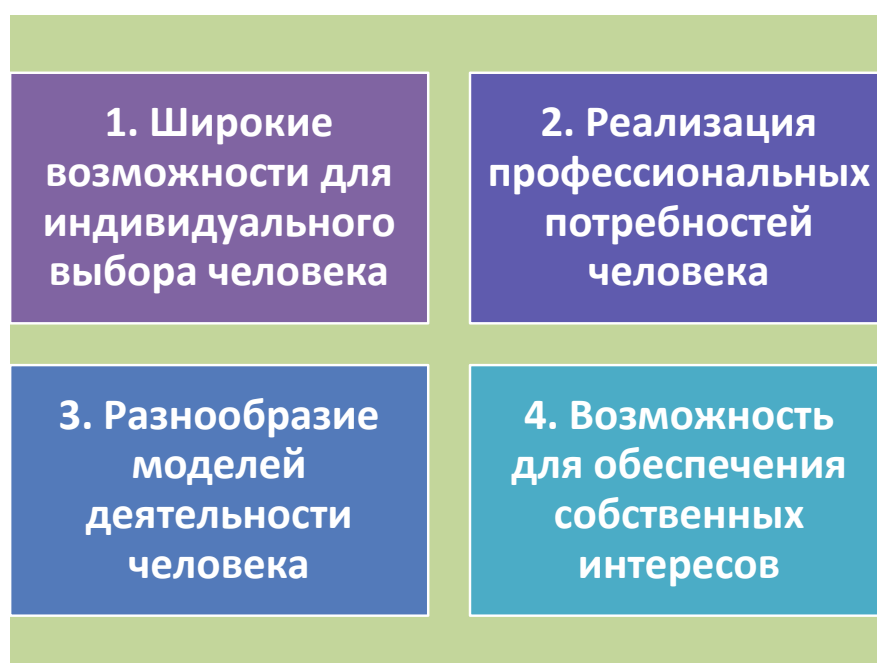 1. Широкие
возможности для
индивидуального
выбора человека
2. Реализация
профессиональных
потребностей
человека
3. Разнообразие
моделей
деятельности
человека
4. Возможность
для обеспечения
собственных
интересов